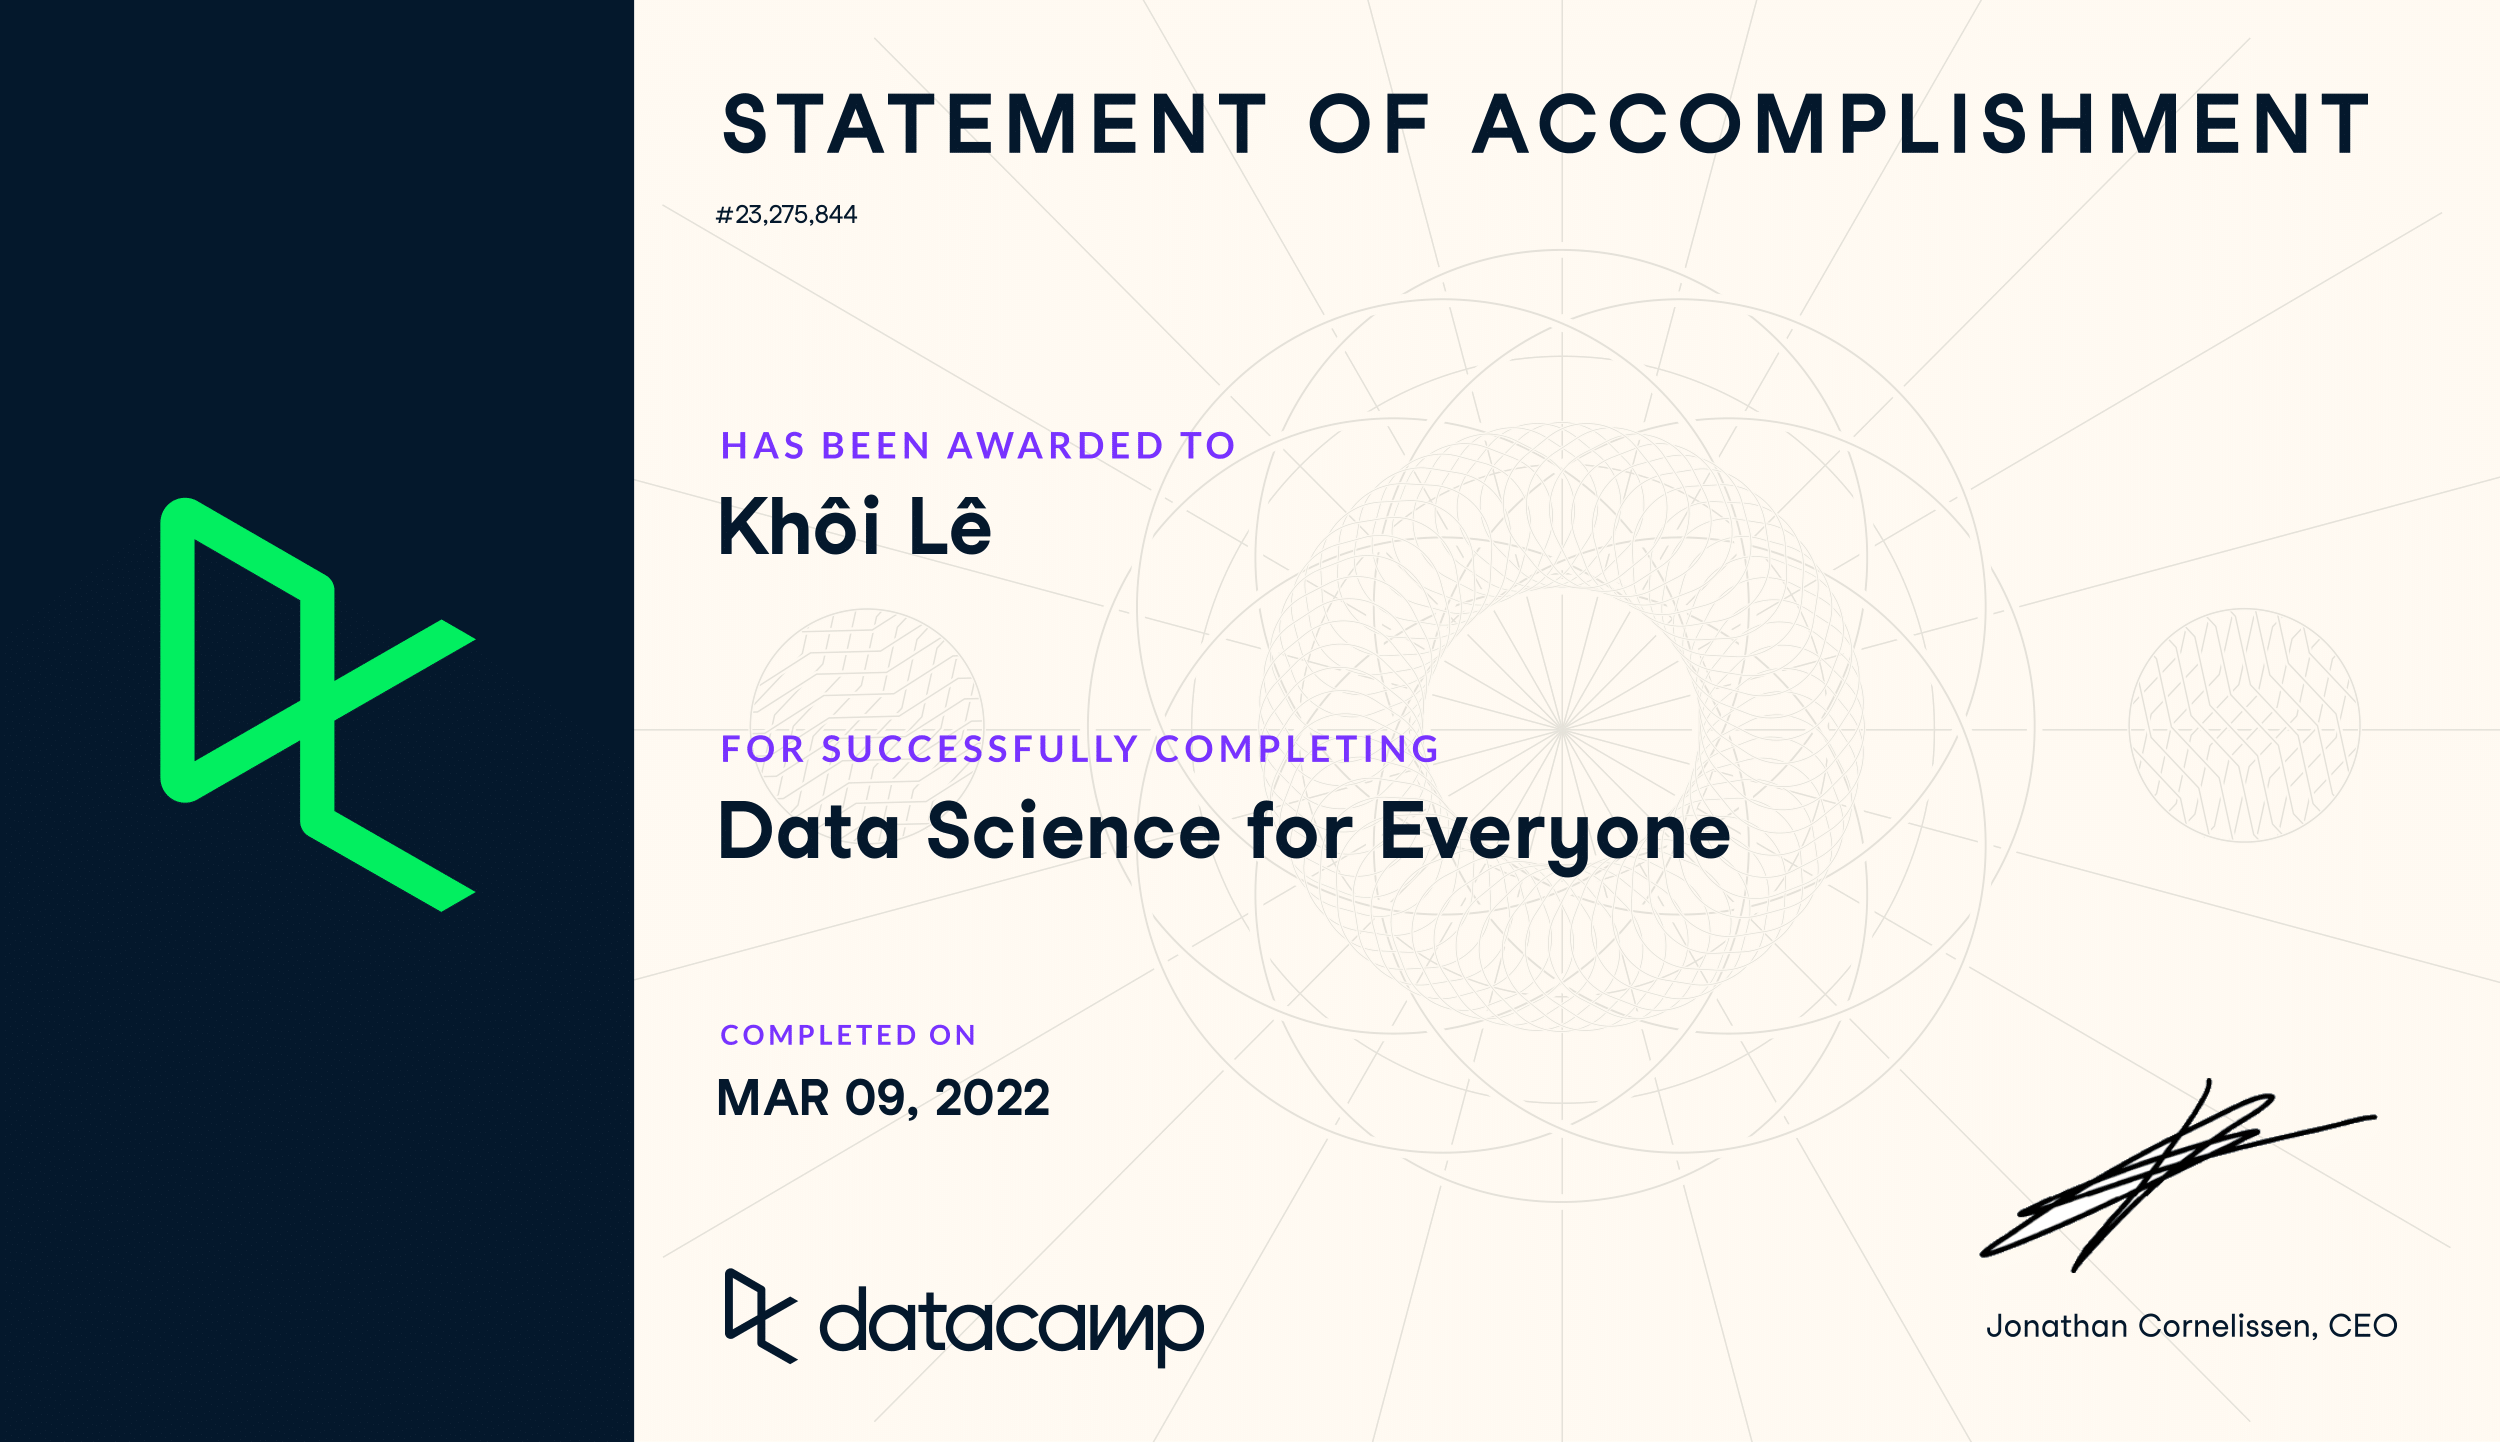 STATEMENT OF ACCOMPLISHMENT
#23,275,844
HAS BEEN AWARDED TO
Khôi Lê
FOR SUCCESSFULLY COMPLETING
Data Science for Everyone
COMPLETED ON
MAR 09, 2022
datacamp
Jonathan Cornelissen, CEO